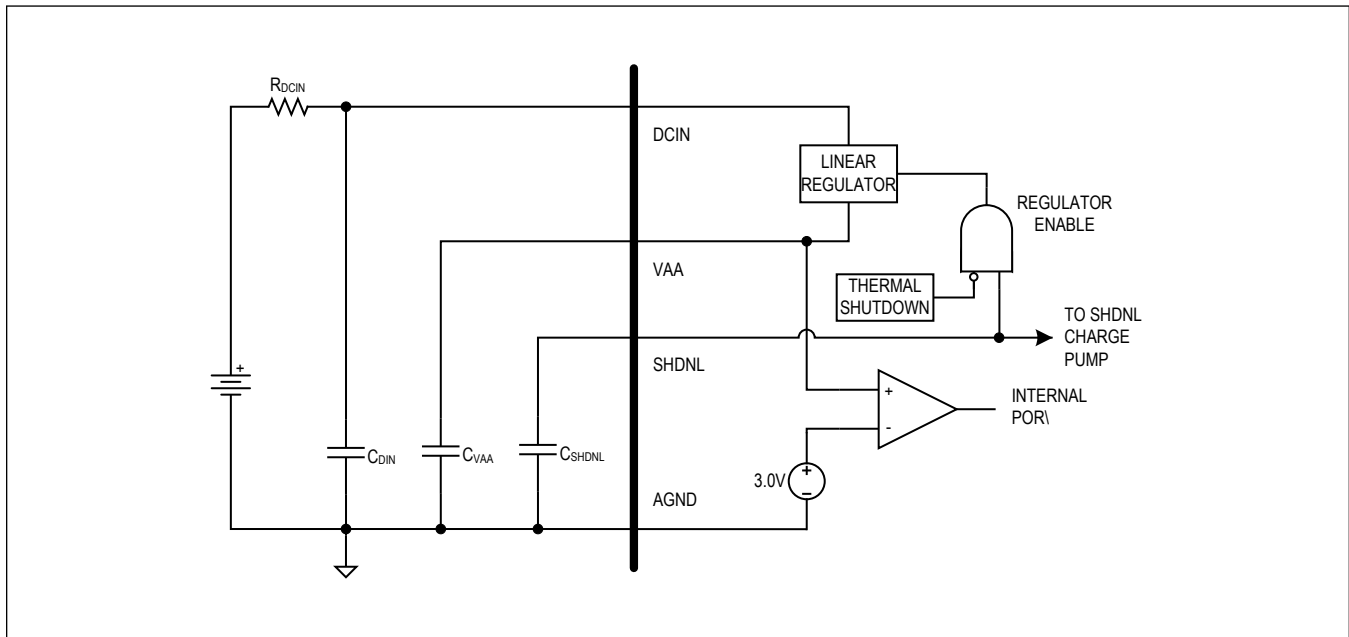 RDCIN
DCIN
LINEAR
REGULATOR
REGULATOR
ENABLE
VAA
THERMAL
SHUTDOWN
TO SHDNL
CHARGE
PUMP
SHDNL
+
+
INTERNAL
POR\
-
CDIN
CVAA
CSHDNL
3.0V
+
−
AGND